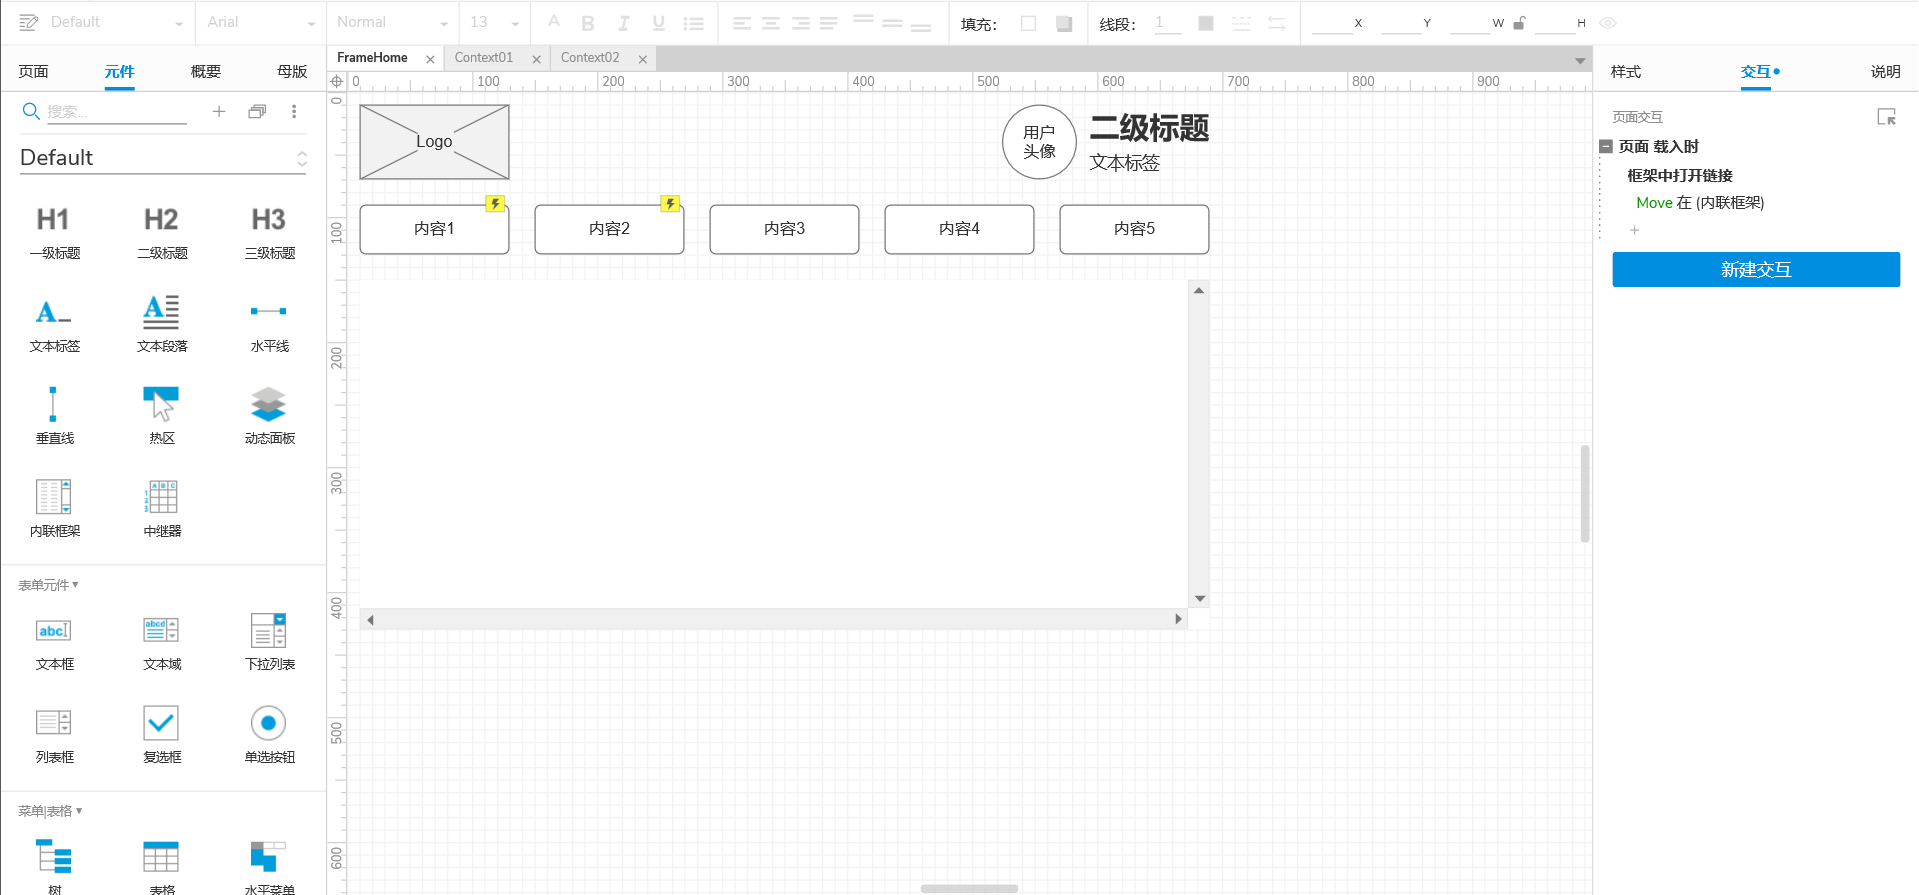 Default
Arial
Normal
13
填充:
线段:
1
X
Y
W
H
页面
元件
概要
母版
FrameHome
Context01
Context02
样式
交互
说明
搜索...
Default
H1
H2
H3
一级标题
二级标题
三级标题
文本标签
文本段落
水平线
垂直线
热区
动态面板
内联框架
中继器
表单元件
abc
abcd
文本框
文本域
下拉列表
列表框
复选框
单选按钮
菜单|表格
树
表格
水平菜单
0
100
200
300
400
500
600
700
800
900
0
100
200
300
400
500
600
Logo
用户
头像
二级标题
文本标签
内容1
内容2
内容3
内容4
内容5
页面交互
页面 载入时
框架中打开链接
Move 在 (内联框架)
新建交互